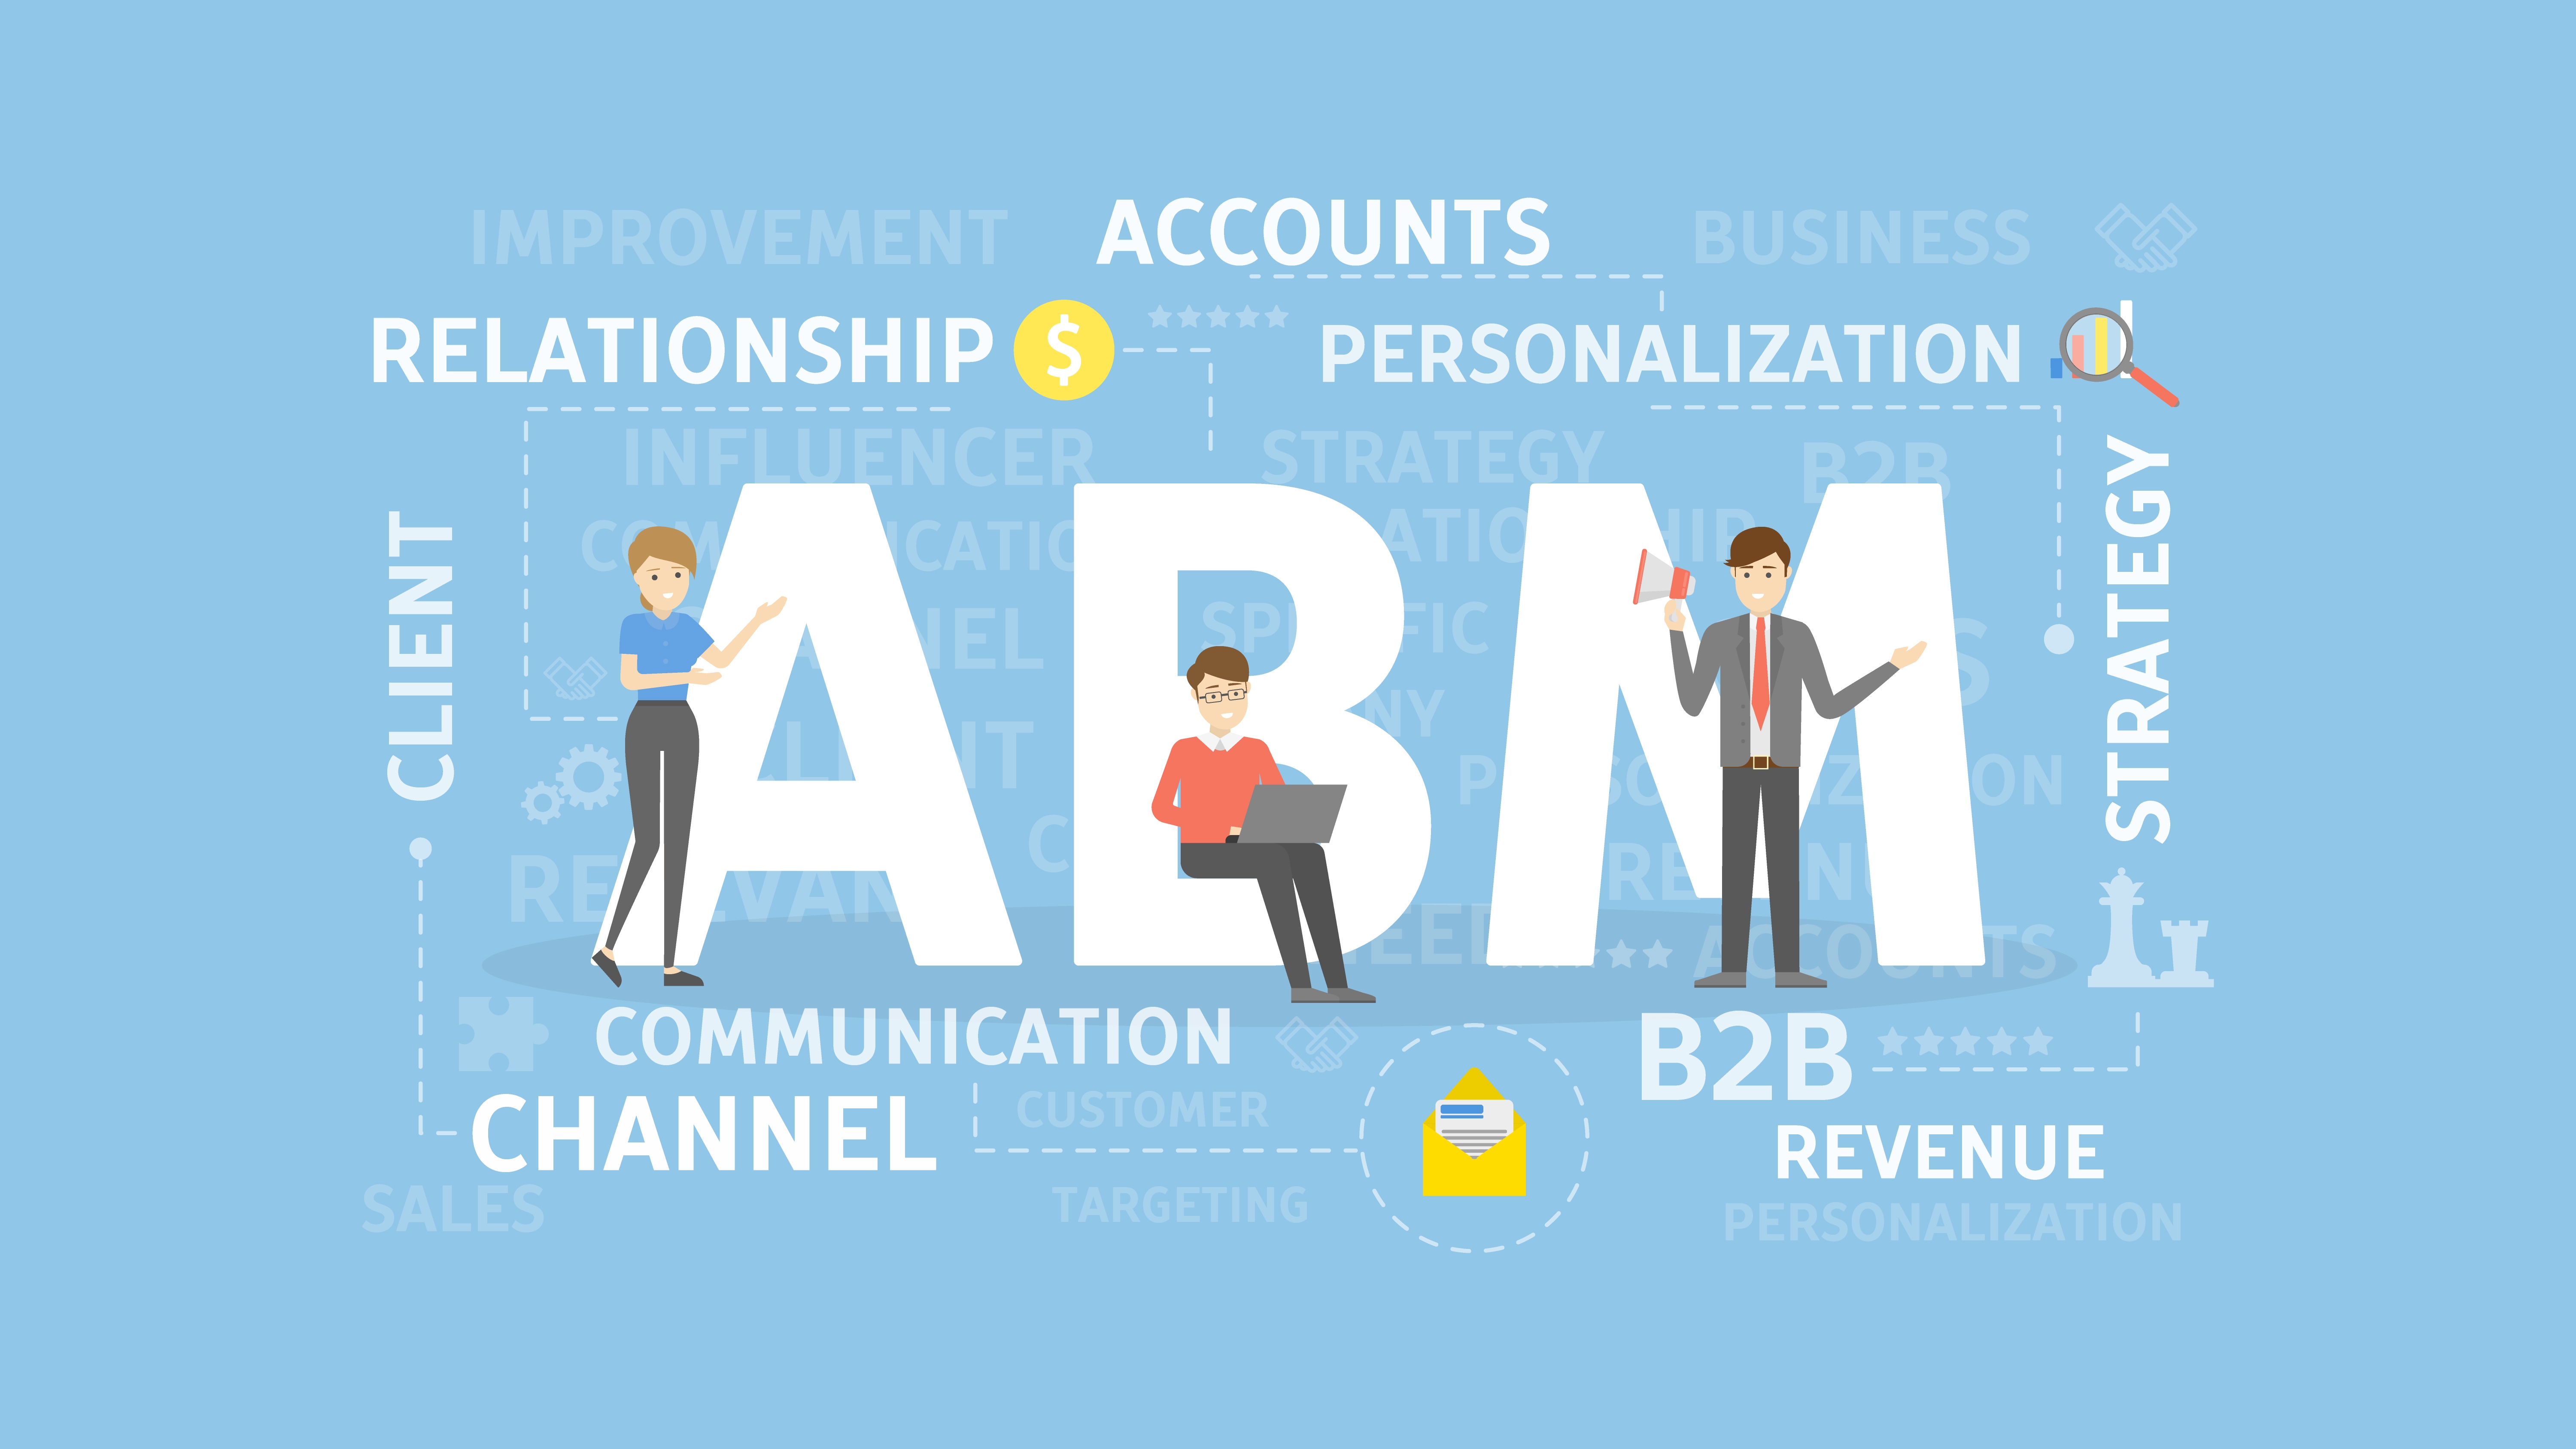 IMPROVEMENT
ACCOUNTS
BUSINESS
RELATIONSHIP
$
PERSONALIZATION
INFLUENCER
STRATEGY
B2B
CLIENT
STRATEGY
ABM
COMMUNICATION
B2B
CHANNEL
CUSTOMER
REVENUE
SALES
TARGETING
PERSONALIZATION